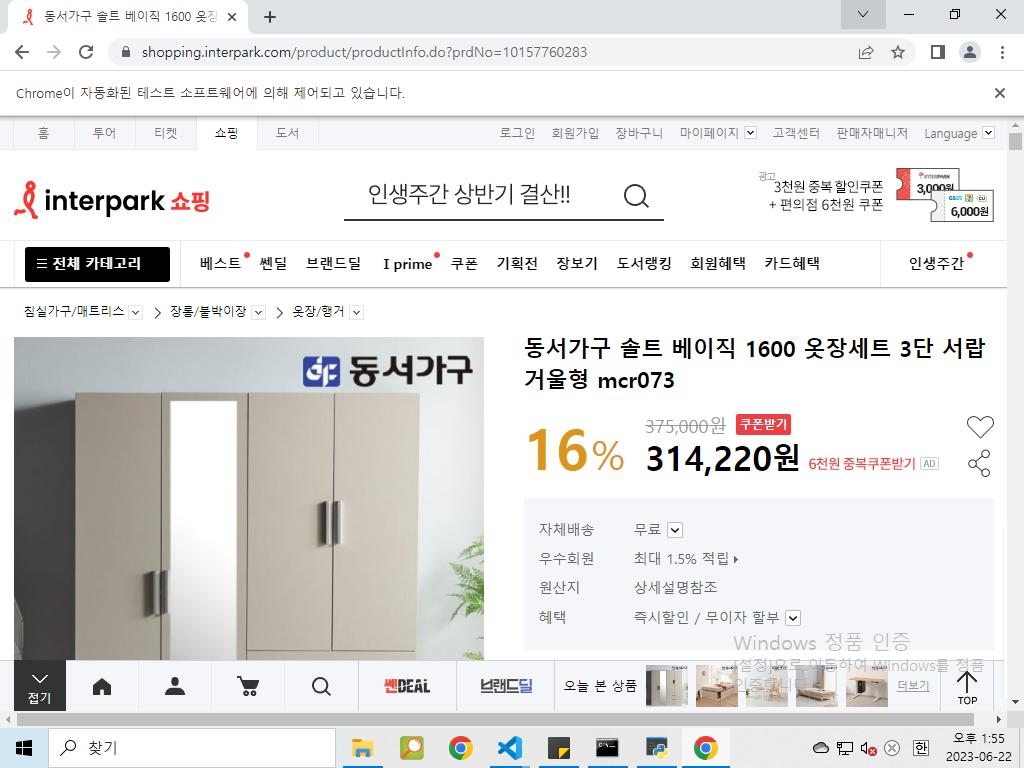 동서가구 솔트 베이직 1600 옷장
shopping.interpark.com/product/productInfo.do?prdNo=10157760283
Chrome이 자동화된 테스트 소프트웨어에 의해 제어되고 있습니다.
홈 투어 티켓 쇼핑 도서 로그인 회원가입 장바구니 마이페이지 고객센터 판매자매니저 Language
interpark 쇼핑
인생주간 상반기 결산!!
광고
3천원 중복 할인쿠폰
+ 편의점 6천원 쿠폰
INTERPARK
3,000원
GS25 CU
6,000원
전체 카테고리 베스트 쎈딜 브랜드딜 I prime 쿠폰 기획전 장보기 도서랭킹 회원혜택 카드혜택 인생주간
침실가구/매트리스 장롱/붙박이장 옷장/행거
동서가구
동서가구 솔트 베이직 1600 옷장세트 3단 서랍
거울형 mcr073
16%
375,000원 쿠폰받기
314,220원 6천원 중복쿠폰받기 AD
자체배송 무료
우수회원 최대 1.5% 적립
원산지 상세설명참조
혜택 즉시할인 / 무이자 할부
Windows 정품 인증
[설정]으로 이동하여 Windows를 정품
인증합니다.
접기
쎈DEAL
브랜드딜
오늘 본 상품
더보기
TOP
찾기
한
오후 1:55
2023-06-22